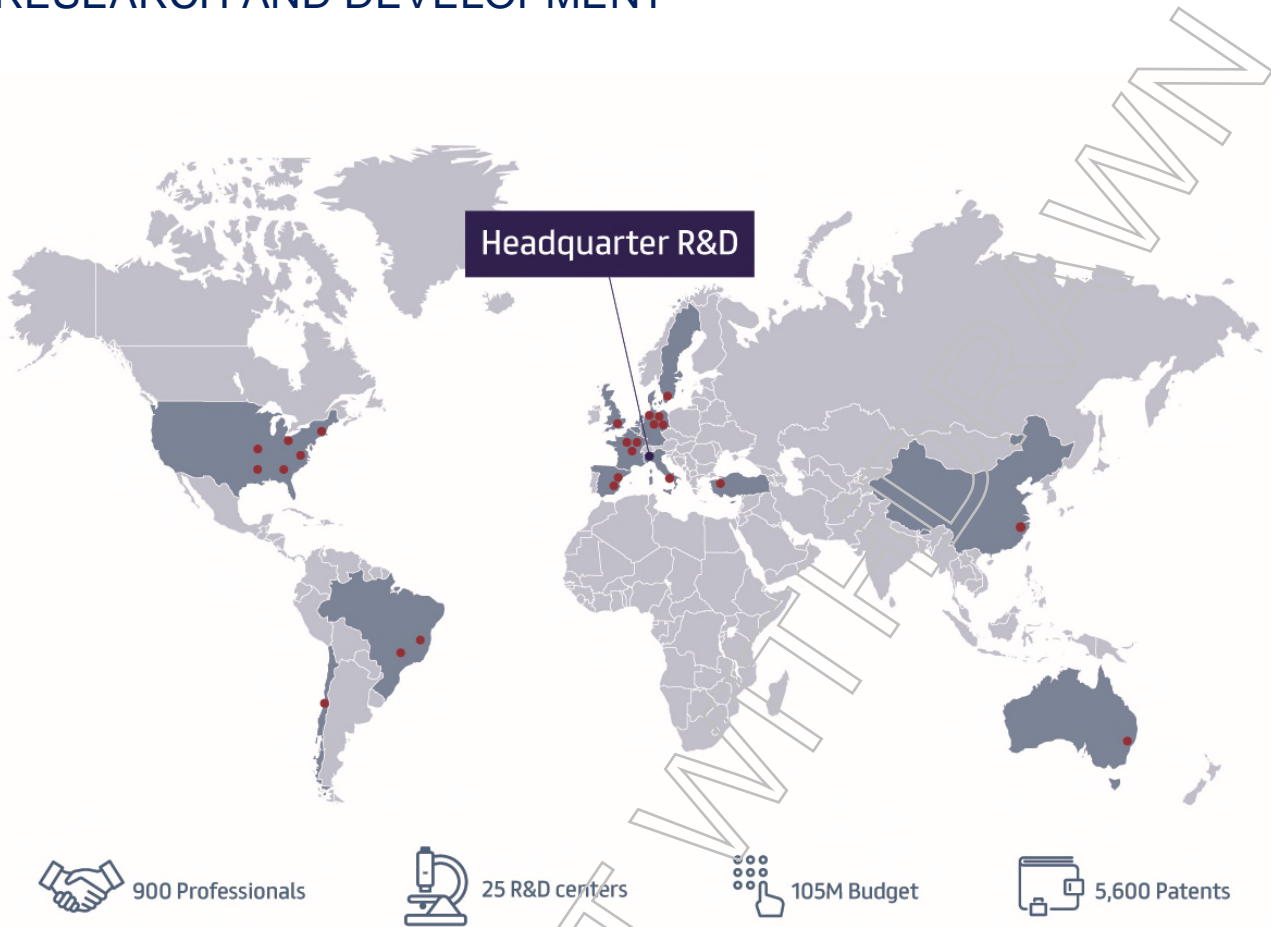 RESEARCH AND DEVELOPMENT
Headquarter R&D
900 Professionals
25 R&D centers
105M Budget
5,600 Patents